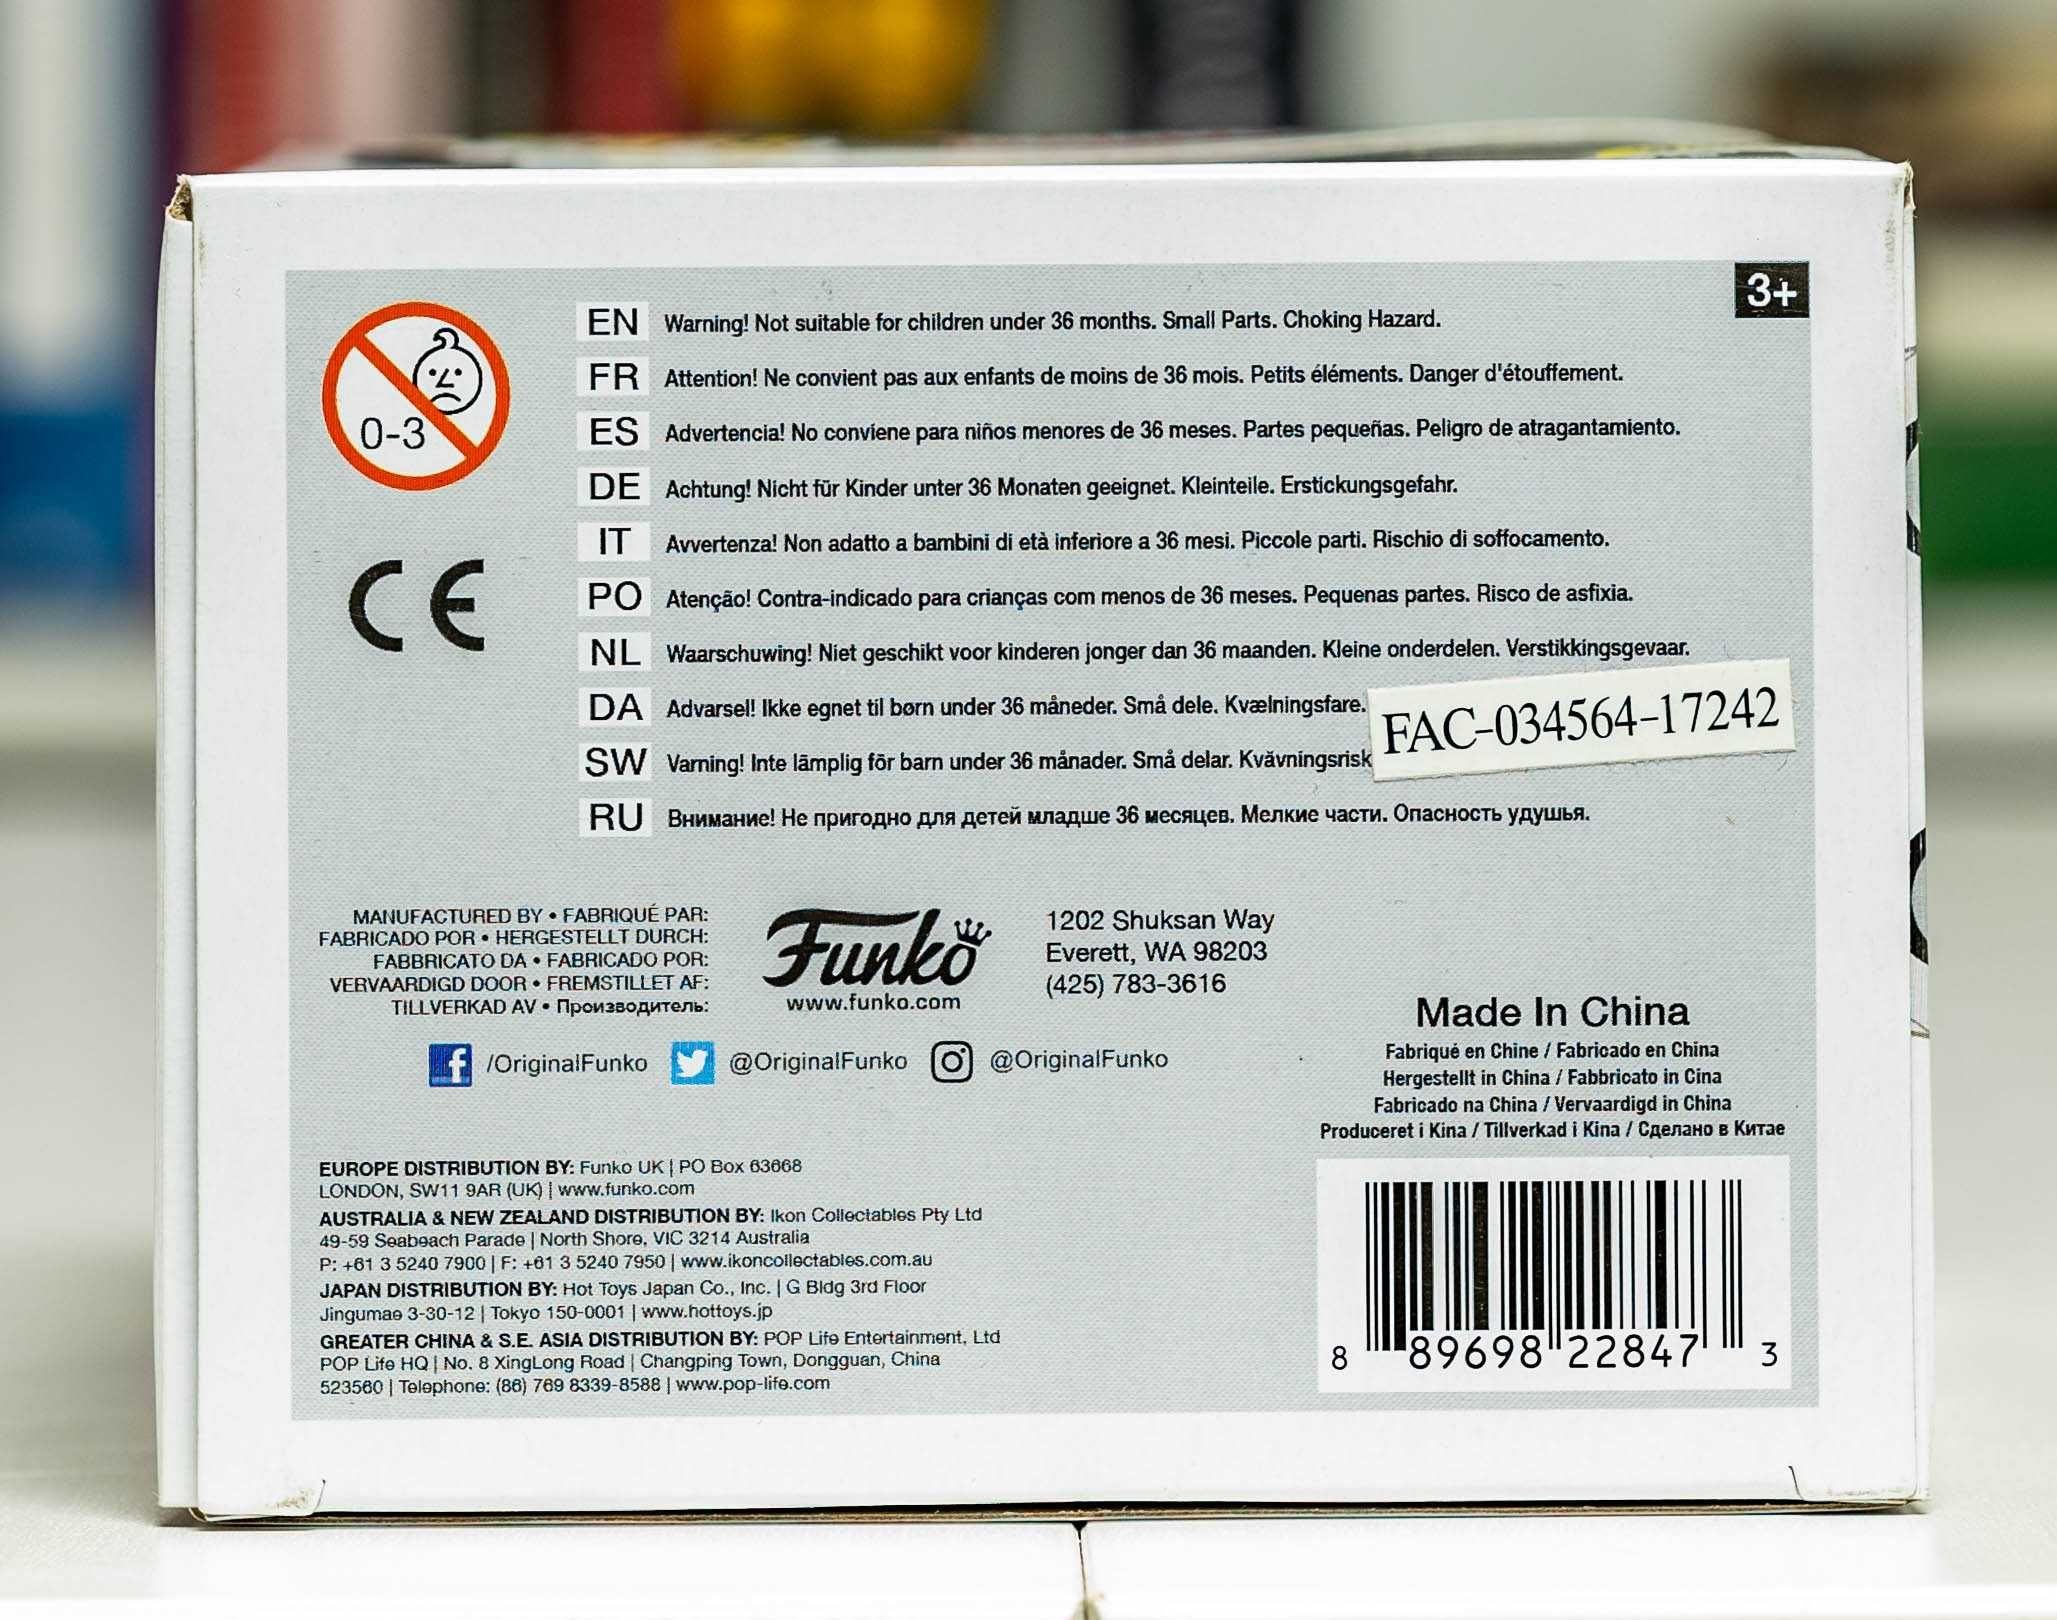 3+
0-3
EN Warning! Not suitable for children under 36 months. Small Parts. Choking Hazard.
FR Attention! Ne convient pas aux enfants de moins de 36 mois. Petits éléments. Danger d'étouffement.
ES Advertencia! No conviene para niños menores de 36 meses. Partes pequeñas. Peligro de atragantamiento.
DE Achtung! Nicht für Kinder unter 36 Monaten geeignet. Kleinteile. Erstickungsgefahr.
IT Avvertenza! Non adatto a bambini di età inferiore a 36 mesi. Piccole parti. Rischio di soffocamento.
PO Atenção! Contra-indicado para crianças com menos de 36 meses. Pequenas partes. Risco de asfixia.
NL Waarschuwing! Niet geschikt voor kinderen jonger dan 36 maanden. Kleine onderdelen. Verstikkingsgevaar.
DA Advarsel! Ikke egnet til børn under 36 måneder. Små dele. Kvælningsfare.
SW Varning! Inte lämplig för barn under 36 månader. Små delar. Kvävningsrisk
RU Внимание! Не пригодно для детей младше 36 месяцев. Мелкие части. Опасность удушья.
CE
FAC-034564-17242
MANUFACTURED BY • FABRIQUÉ PAR:
FABRICADO POR • HERGESTELLT DURCH:
FABBRICATO DA • FABRICADO POR:
VERVAARDIGD DOOR • FREMSTILLET AF:
TILLVERKAD AV • Производитель:
Funko
www.funko.com
1202 Shuksan Way
Everett, WA 98203
(425) 783-3616
/OriginalFunko @OriginalFunko @OriginalFunko
Made In China
Fabriqué en Chine / Fabricado en China
Hergestellt in China / Fabbricato in Cina
Fabricado na China / Vervaardigd in China
Produceret i Kina / Tillverkad i Kina / Сделано в Китае
EUROPE DISTRIBUTION BY: Funko UK | PO Box 63668
LONDON, SW11 9AR (UK) | www.funko.com
AUSTRALIA & NEW ZEALAND DISTRIBUTION BY: Ikon Collectables Pty Ltd
49-59 Seabeach Parade | North Shore, VIC 3214 Australia
P: +61 3 5240 7900 | F: +61 3 5240 7950 | www.ikoncollectables.com.au
JAPAN DISTRIBUTION BY: Hot Toys Japan Co., Inc. | G Bldg 3rd Floor
Jingumae 3-30-12 | Tokyo 150-0001 | www.hottoys.jp
GREATER CHINA & S.E. ASIA DISTRIBUTION BY: POP Life Entertainment, Ltd
POP Life HQ | No. 8 XingLong Road | Changping Town, Dongguan, China
523560 | Telephone: (86) 769 8339-8588 | www.pop-life.com
8 89698 22847 3